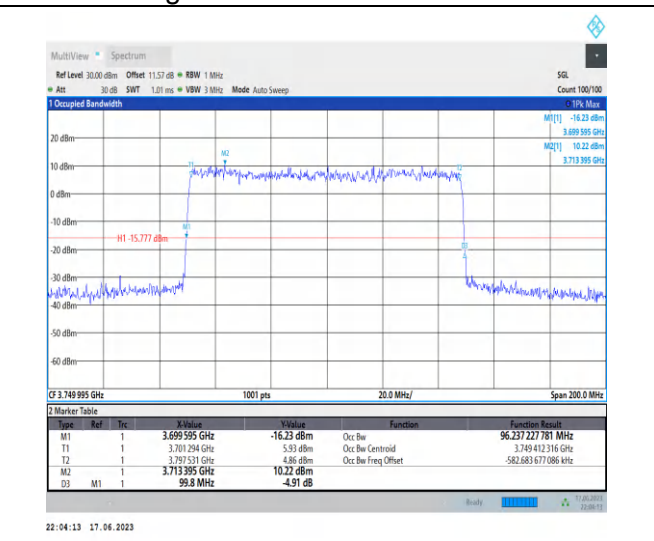 MultiView Spectrum
Ref Level 30.00 dBm Offset 11.57 dB RBW 1 MHz SGL
Att 30 dB SWT 1.01 ms VBW 3 MHz Mode Auto Sweep Count 100/100
1 Occupied Bandwidth 1Pk Max
M1[1] -16.23 dBm
3.699 595 GHz
M2[1] 10.22 dBm
3.713 395 GHz
20 dBm
M2
T1
T2
10 dBm
0 dBm
-10 dBm
M1
H1 -15.777 dBm
D3
-20 dBm
-30 dBm
-40 dBm
-50 dBm
-60 dBm
CF 3.749 995 GHz 1001 pts 20.0 MHz/ Span 200.0 MHz
2 Marker Table
Type Ref Trc X-Value Y-Value Function Function Result
M1 1 3.699 595 GHz -16.23 dBm Occ Bw 96.237 227 781 MHz
T1 1 3.701 294 GHz 5.93 dBm Occ Bw Centroid 3.749 412 316 GHz
T2 1 3.797 531 GHz 4.86 dBm Occ Bw Freq Offset -582.683 677 086 kHz
M2 1 3.713 395 GHz 10.22 dBm
D3 M1 1 99.8 MHz -4.91 dB
Ready
22:04:13 17.06.2023